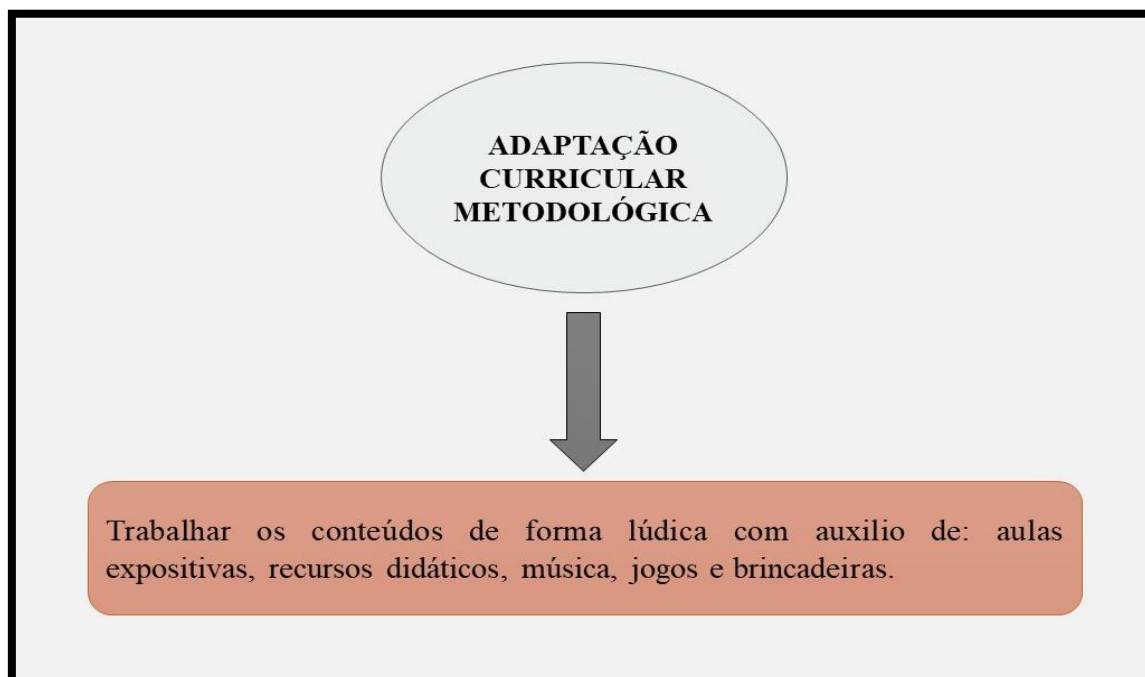 ADAPTAÇÃO
CURRICULAR
METODOLÓGICA
Trabalhar os conteúdos de forma lúdica com auxilio de: aulas
expositivas, recursos didáticos, música, jogos e brincadeiras.